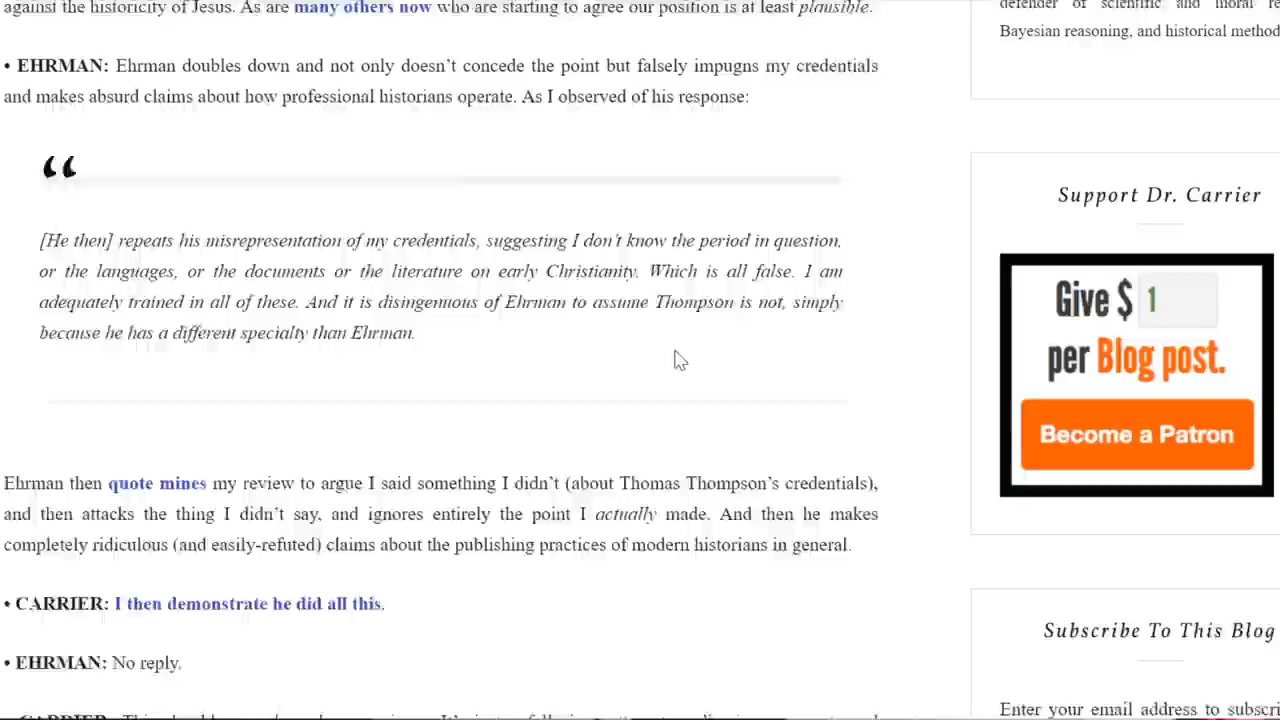 against the historicity of Jesus. As are many others now who are starting to agree our position is at least plausible.
• EHRMAN: Ehrman doubles down and not only doesn't concede the point but falsely impugns my credentials
and makes absurd claims about how professional historians operate. As I observed of his response:
“
[He then] repeats his misrepresentation of my credentials, suggesting I don't know the period in question,
or the languages, or the documents or the literature on early Christianity. Which is all false. I am
adequately trained in all of these. And it is disingenuous of Ehrman to assume Thompson is not, simply
because he has a different specialty than Ehrman.
Ehrman then quote mines my review to argue I said something I didn't (about Thomas Thompson's credentials),
and then attacks the thing I didn't say, and ignores entirely the point I actually made. And then he makes
completely ridiculous (and easily-refuted) claims about the publishing practices of modern historians in general.
• CARRIER: I then demonstrate he did all this.
• EHRMAN: No reply.
defender of scientific and moral
Bayesian reasoning, and historical method
Support Dr. Carrier
Give $ 1
per Blog post.
Become a Patron
Subscribe To This Blog
Enter your email address to